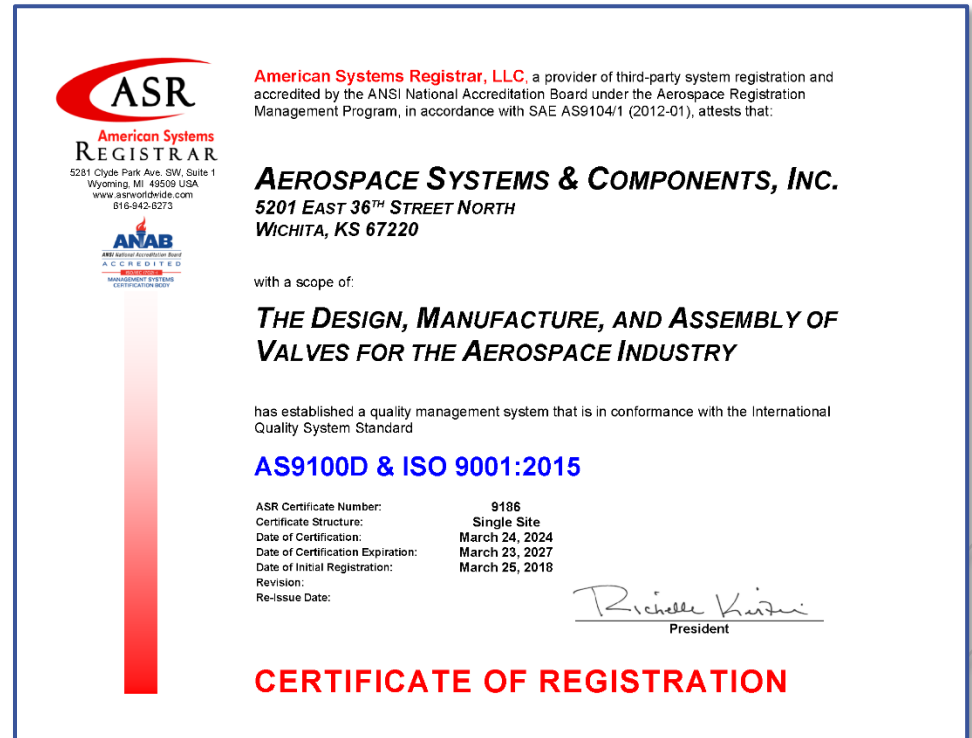 ASR
American Systems
REGISTRAR
5281 Clyde Park Ave. SW, Suite 1
Wyoming, MI 49509 USA
www.asrworldwide.com
616-942-6273
ANAB
ANSI National Accreditation Board
ACCREDITED
MANAGEMENT SYSTEMS
CERTIFICATION BODY
American Systems Registrar, LLC, a provider of third-party system registration and
accredited by the ANSI National Accreditation Board under the Aerospace Registration
Management Program, in accordance with SAE AS9104/1 (2012-01), attests that:
AEROSPACE SYSTEMS & COMPONENTS, INC.
5201 EAST 36TH STREET NORTH
WICHITA, KS 67220
with a scope of:
THE DESIGN, MANUFACTURE, AND ASSEMBLY OF
VALVES FOR THE AEROSPACE INDUSTRY
has established a quality management system that is in conformance with the International
Quality System Standard
AS9100D & ISO 9001:2015
ASR Certificate Number: 9186
Certificate Structure: Single Site
Date of Certification: March 24, 2024
Date of Certification Expiration: March 23, 2027
Date of Initial Registration: March 25, 2018
Revision:
Re-Issue Date:
President
CERTIFICATE OF REGISTRATION